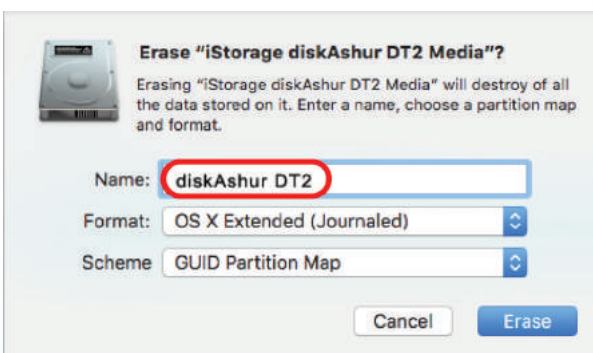 Erase “iStorage diskAshur DT2 Media”?
Erasing “iStorage diskAshur DT2 Media” will destroy of all
the data stored on it. Enter a name, choose a partition map
and format.
Name: diskAshur DT2
Format: OS X Extended (Journaled)
Scheme GUID Partition Map
Cancel Erase